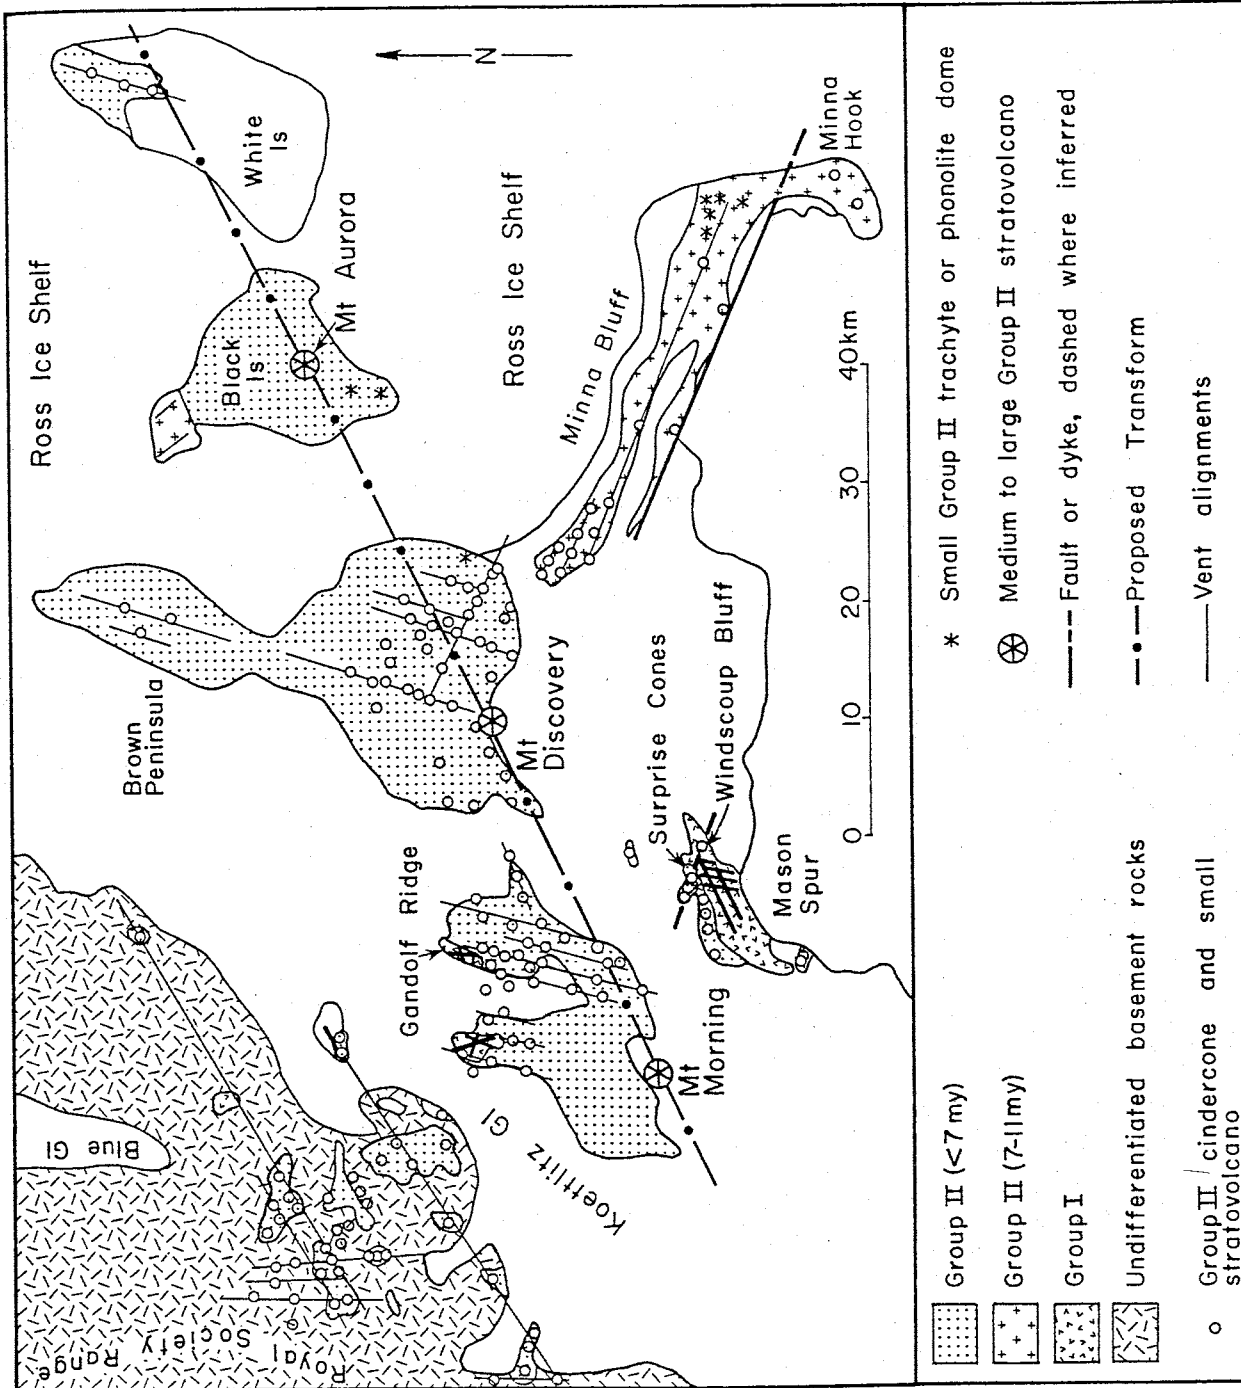 Ross Ice Shelf
White
Is
N
Mt Aurora
Black
Is
Ross Ice Shelf
Minna
Hook
Minna Bluff
Brown
Peninsula
Mt
Discovery
Surprise Cones
Windscoup Bluff
Mason
Spur
Gandolf Ridge
Mt
Morning
Koettlitz Gl
Blue Gl
Royal
Society
Range
0 10 20 30 40km
Group III (<7 my)
Group II (7-11 my)
Group I
Undifferentiated basement rocks
Group III cindercone and small
stratovolcano
* Small Group II trachyte or phonolite dome
Medium to large Group II stratovolcano
Fault or dyke, dashed where inferred
Proposed Transform
Vent alignments